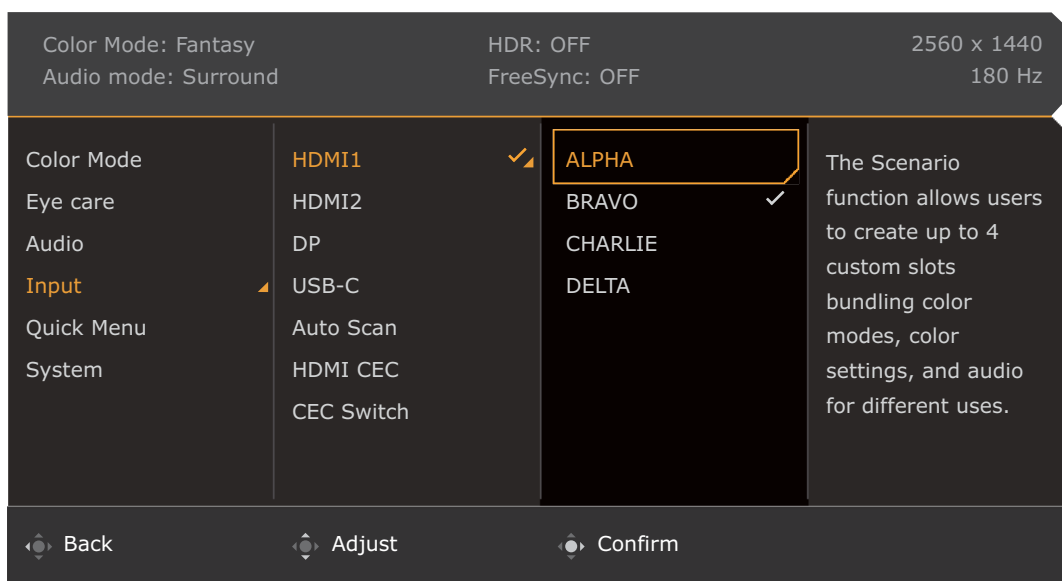 Color Mode: Fantasy
HDR: OFF
2560 x 1440
Audio mode: Surround
FreeSync: OFF
180 Hz
Color Mode
Eye care
Audio
Input
Quick Menu
System
HDMI1
HDMI2
DP
USB-C
Auto Scan
HDMI CEC
CEC Switch
ALPHA
BRAVO
CHARLIE
DELTA
The Scenario
function allows users
to create up to 4
custom slots
bundling color
modes, color
settings, and audio
for different uses.
Back
Adjust
Confirm